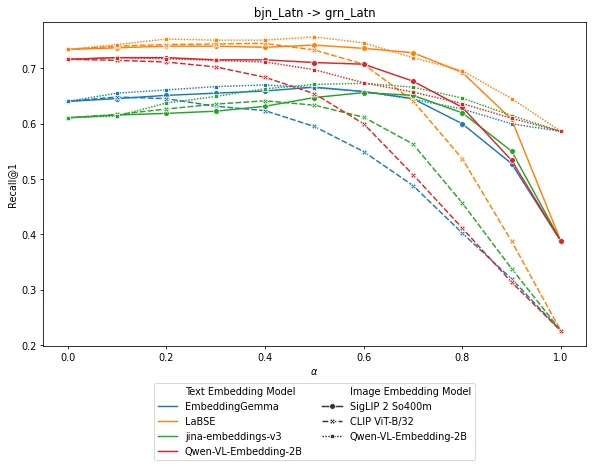 bjn_Latn -> grn_Latn
Recall@1
0.7
0.6
0.5
0.4
0.3
0.2
0.0 0.2 0.4 0.6 0.8 1.0
α
Text Embedding Model Image Embedding Model
EmbeddingGemma SigLIP 2 So400m
LaBSE CLIP ViT-B/32
jina-embeddings-v3 Qwen-VL-Embedding-2B
Qwen-VL-Embedding-2B